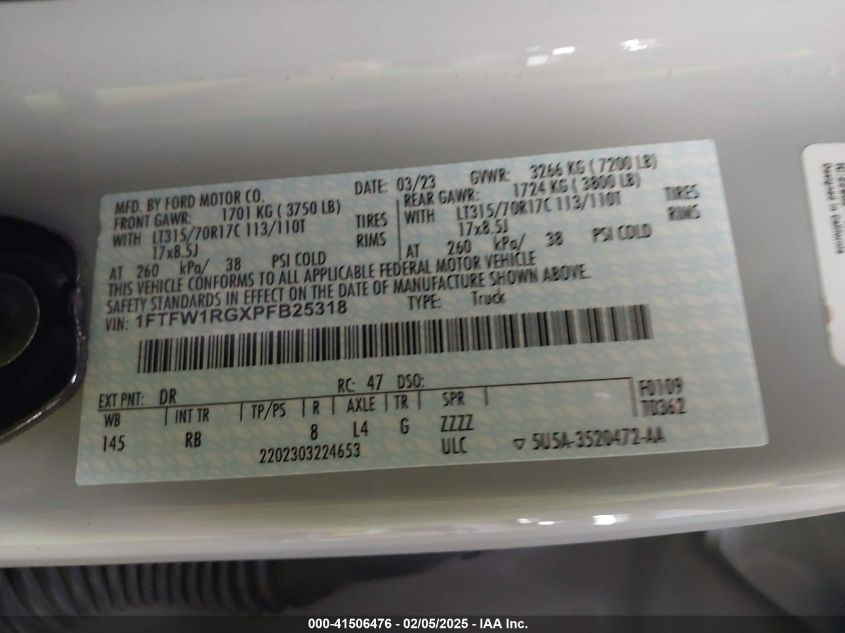 MFD. BY FORD MOTOR CO.
DATE: 03/23 GVWR: 3266 KG ( 7200 LB)
FRONT GAWR: 1701 KG ( 3750 LB)
WITH LT315/70R17C 113/110T TIRES
17x8.5J RIMS
AT 260 kPa/ 38 PSI COLD
REAR GAWR: 1724 KG ( 3800 LB)
WITH LT315/70R17C 113/110T TIRES
17x8.5J RIMS
AT 260 kPa/ 38 PSI COLD
THIS VEHICLE CONFORMS TO ALL APPLICABLE FEDERAL MOTOR VEHICLE
SAFETY STANDARDS IN EFFECT ON THE DATE OF MANUFACTURE SHOWN ABOVE.
VIN: 1FTFW1RGXPFB25318 TYPE: Truck
EXT PNT: DR RC: 47 DSO:
F0109
WB INT TR TP/PS R AXLE TR SPR
T0362
145 RB 8 L4 G ZZZZ
2202303224653 ULC 5U5A-3520472-AA
Designed in California
000-41506476 - 02/05/2025 - IAA Inc.